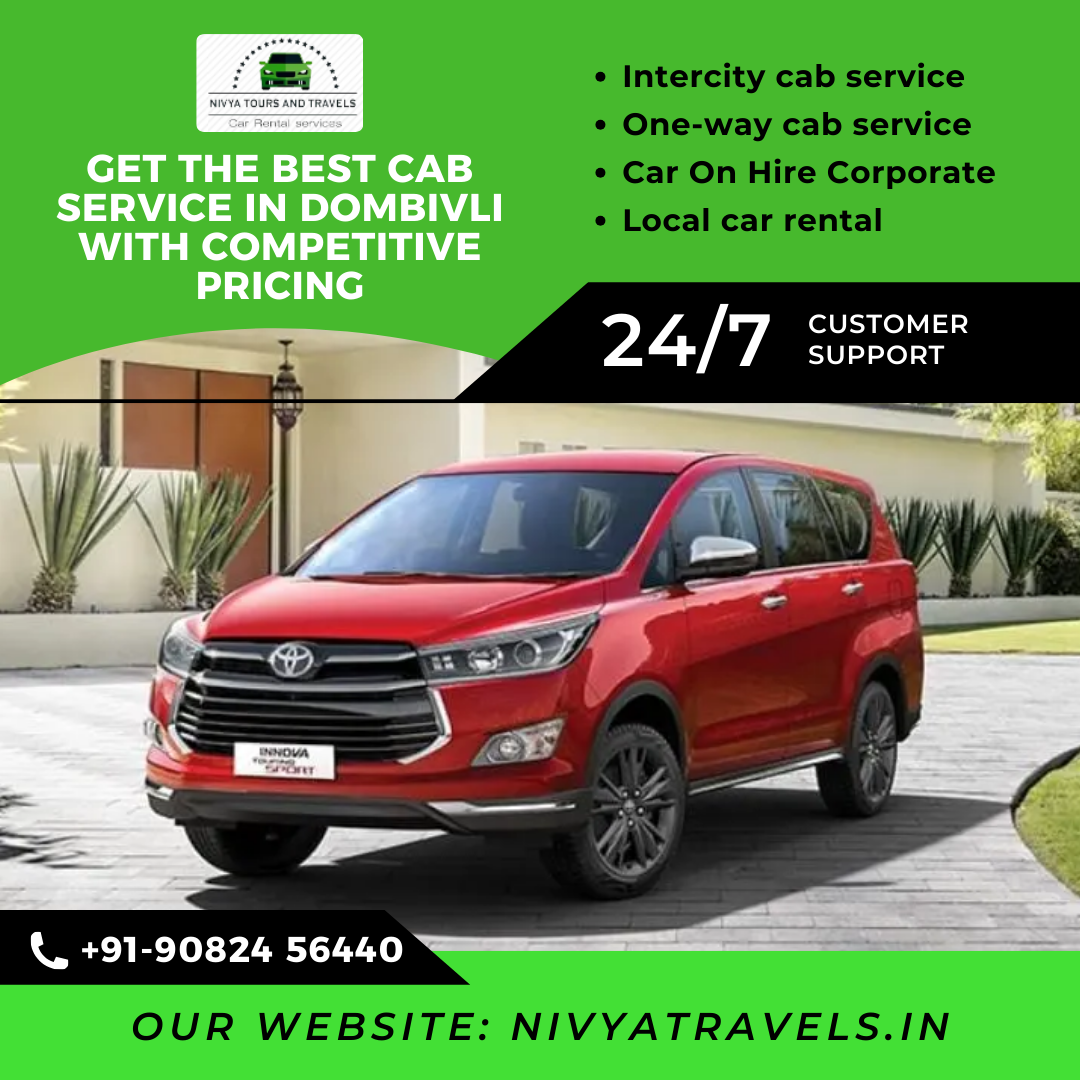 NIVYA TOURS AND TRAVELS
Car Rental services
GET THE BEST CAB
SERVICE IN DOMBIVLI
WITH COMPETITIVE
PRICING
• Intercity cab service
• One-way cab service
• Car On Hire Corporate
• Local car rental
24/7
CUSTOMER
SUPPORT
INNOVA
TOURING
SPORT
+91-90824 56440
OUR WEBSITE: NIVYATRAVELS.IN